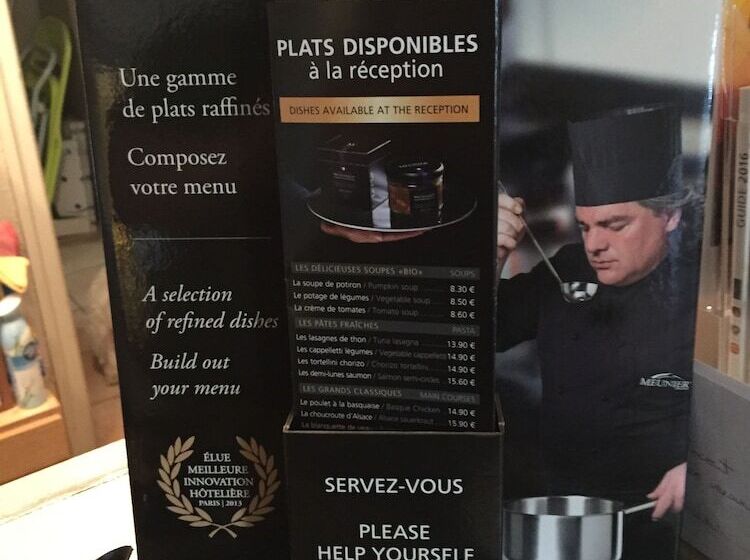 Une gamme
de plats raffinés
Composez
votre menu
A selection
of refined dishes
Build out
your menu
ÉLUE
MEILLEURE
INNOVATION
HÔTELIÈRE
PARIS | 2013
PLATS DISPONIBLES
à la réception
DISHES AVAILABLE AT THE RECEPTION
LES DÉLICIEUSES SOUPES «BIO» SOUPS
La soupe de potiron / Pumpkin soup 8.30 €
Le potage de légumes / Vegetable soup 8.50 €
La crème de tomates / Tomato soup 8.60 €
LES PÂTES FRAÎCHES PASTA
Les lasagnes de thon / Tuna lasagna 13.90 €
Les cappelletti légumes / Vegetable cappelletti 14.90 €
Les tortellini chorizo / Chorizo tortellini 14.90 €
Les demi-lunes saumon / Salmon semi-circles 15.60 €
LES GRANDS CLASSIQUES MAIN COURSES
Le poulet à la basquaise / Basque Chicken 14.90 €
La choucroute d'Alsace / Alsace sauerkraut 15.90 €
La blanquette de veau
SERVEZ-VOUS
PLEASE
HELP YOURSELF
MEUNIER
GUIDE 2016